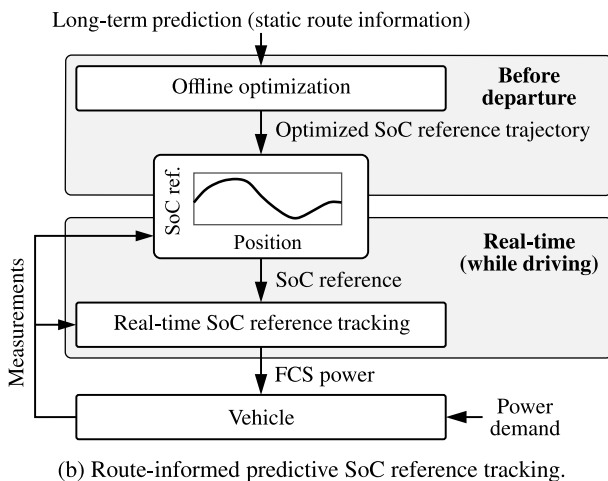 Long-term prediction (static route information)
Offline optimization
Before
departure
Optimized SoC reference trajectory
SoC ref.
Position
Real-time
(while driving)
SoC reference
Real-time SoC reference tracking
Measurements
FCS power
Vehicle
Power
demand
(b) Route-informed predictive SoC reference tracking.